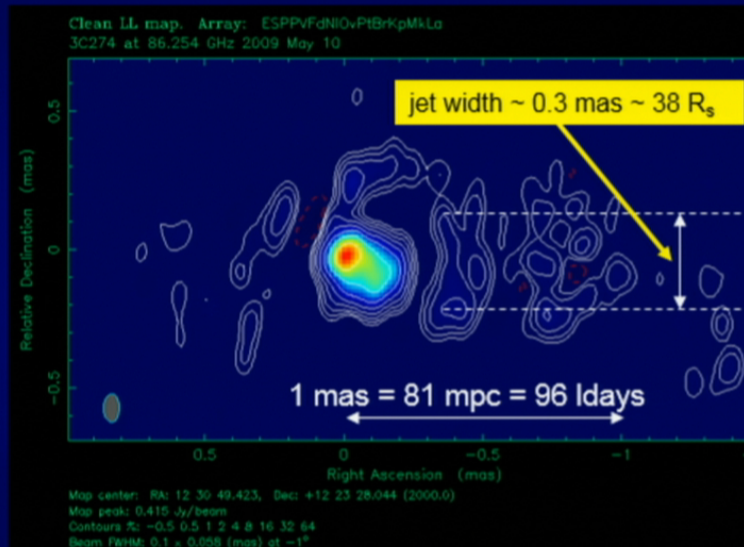 Clean LL map. Array: ESPPVFdNlOvPtBrKpMkLa
3C274 at 86.254 GHz 2009 May 10
jet width ~ 0.3 mas ~ 38 Rs
0.5
0
-0.5
Relative Declination (mas)
1 mas = 81 mpc = 96 ldays
0.5 0 -0.5 -1
Right Ascension (mas)
Map center: RA: 12 30 49.423, Dec: +12 23 28.044 (2000.0)
Map peak: 0.415 Jy/beam
Contours %: -0.5 0.5 1 2 4 8 16 32 64
Beam FWHM: 0.1 x 0.058 (mas) at -1°